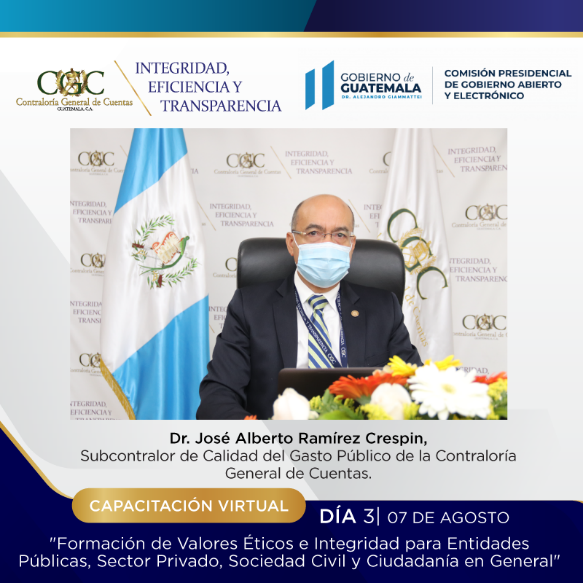 CGC
Contraloría General de Cuentas
GUATEMALA, C.A.
INTEGRIDAD,
EFICIENCIA Y
TRANSPARENCIA
GOBIERNO de
GUATEMALA
DR. ALEJANDRO GIAMMATTEI
COMISIÓN PRESIDENCIAL
DE GOBIERNO ABIERTO
Y ELECTRÓNICO
Dr. José Alberto Ramírez Crespin,
Subcontralor de Calidad del Gasto Público de la Contraloría
General de Cuentas.
CAPACITACIÓN VIRTUAL
DÍA 3| 07 DE AGOSTO
"Formación de Valores Éticos e Integridad para Entidades
Públicas, Sector Privado, Sociedad Civil y Ciudadanía en General"